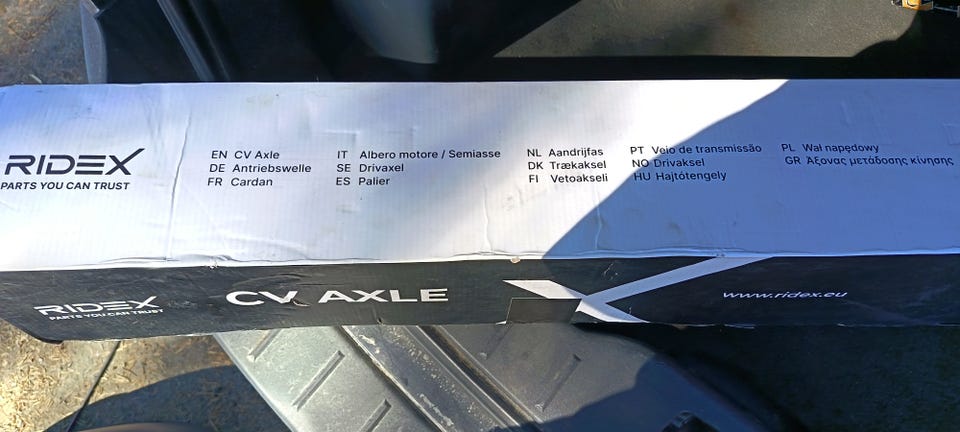 RIDEX
PARTS YOU CAN TRUST
EN CV Axle
DE Antriebswelle
FR Cardan
IT Albero motore / Semiasse
SE Drivaxel
ES Palier
NL Aandrijfas
DK Trækaksel
FI Vetoakseli
PT Veio de transmissão
NO Drivaksel
HU Hajtótengely
PL Wał napędowy
GR Άξονας μετάδοσης κίνησης
RIDEX
PARTS YOU CAN TRUST
CV AXLE
www.ridex.eu